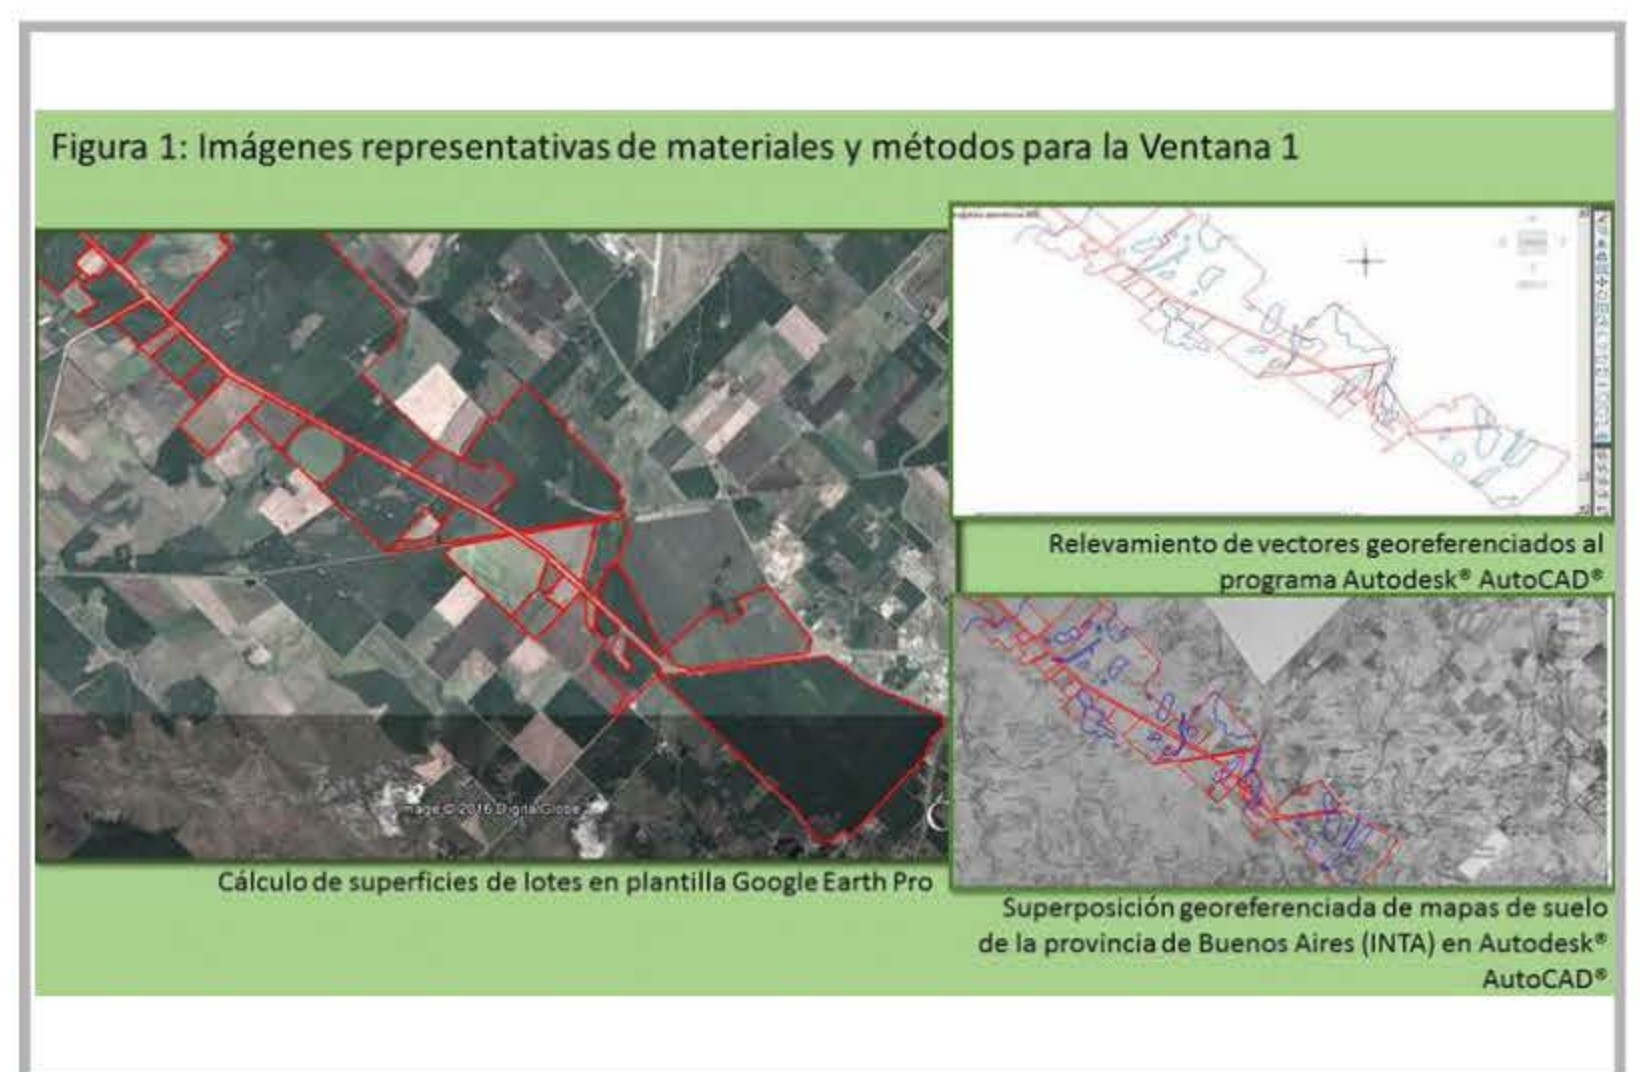 Figura 1: Imágenes representativas de materiales y métodos para la Ventana 1
Relevamiento de vectores georeferenciados al
programa Autodesk® AutoCAD®
Image © 2016 DigitalGlobe
Cálculo de superficies de lotes en plantilla Google Earth Pro
Superposición georeferenciada de mapas de suelo
de la provincia de Buenos Aires (INTA) en Autodesk®
AutoCAD®